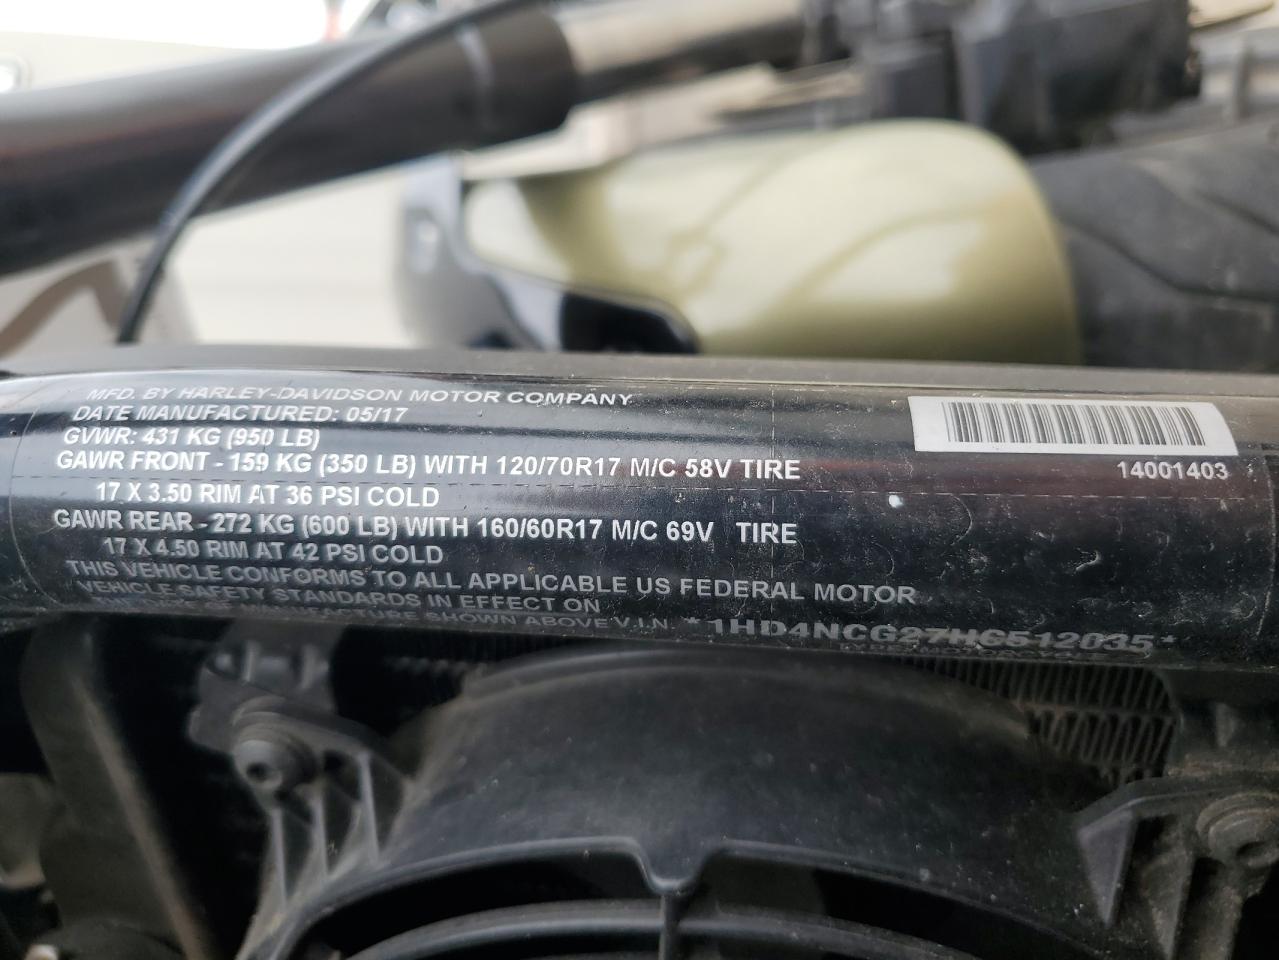 MFD. BY HARLEY-DAVIDSON MOTOR COMPANY
DATE MANUFACTURED: 05/17
GVWR: 431 KG (950 LB)
GAWR FRONT - 159 KG (350 LB) WITH 120/70R17 M/C 58V TIRE
17 X 3.50 RIM AT 36 PSI COLD
GAWR REAR - 272 KG (600 LB) WITH 160/60R17 M/C 69V TIRE
17 X 4.50 RIM AT 42 PSI COLD
THIS VEHICLE CONFORMS TO ALL APPLICABLE US FEDERAL MOTOR
VEHICLE SAFETY STANDARDS IN EFFECT ON
OF MANUFACTURE SHOWN ABOVE V.I.N. *1HD4NCG27HC512035*
14001403